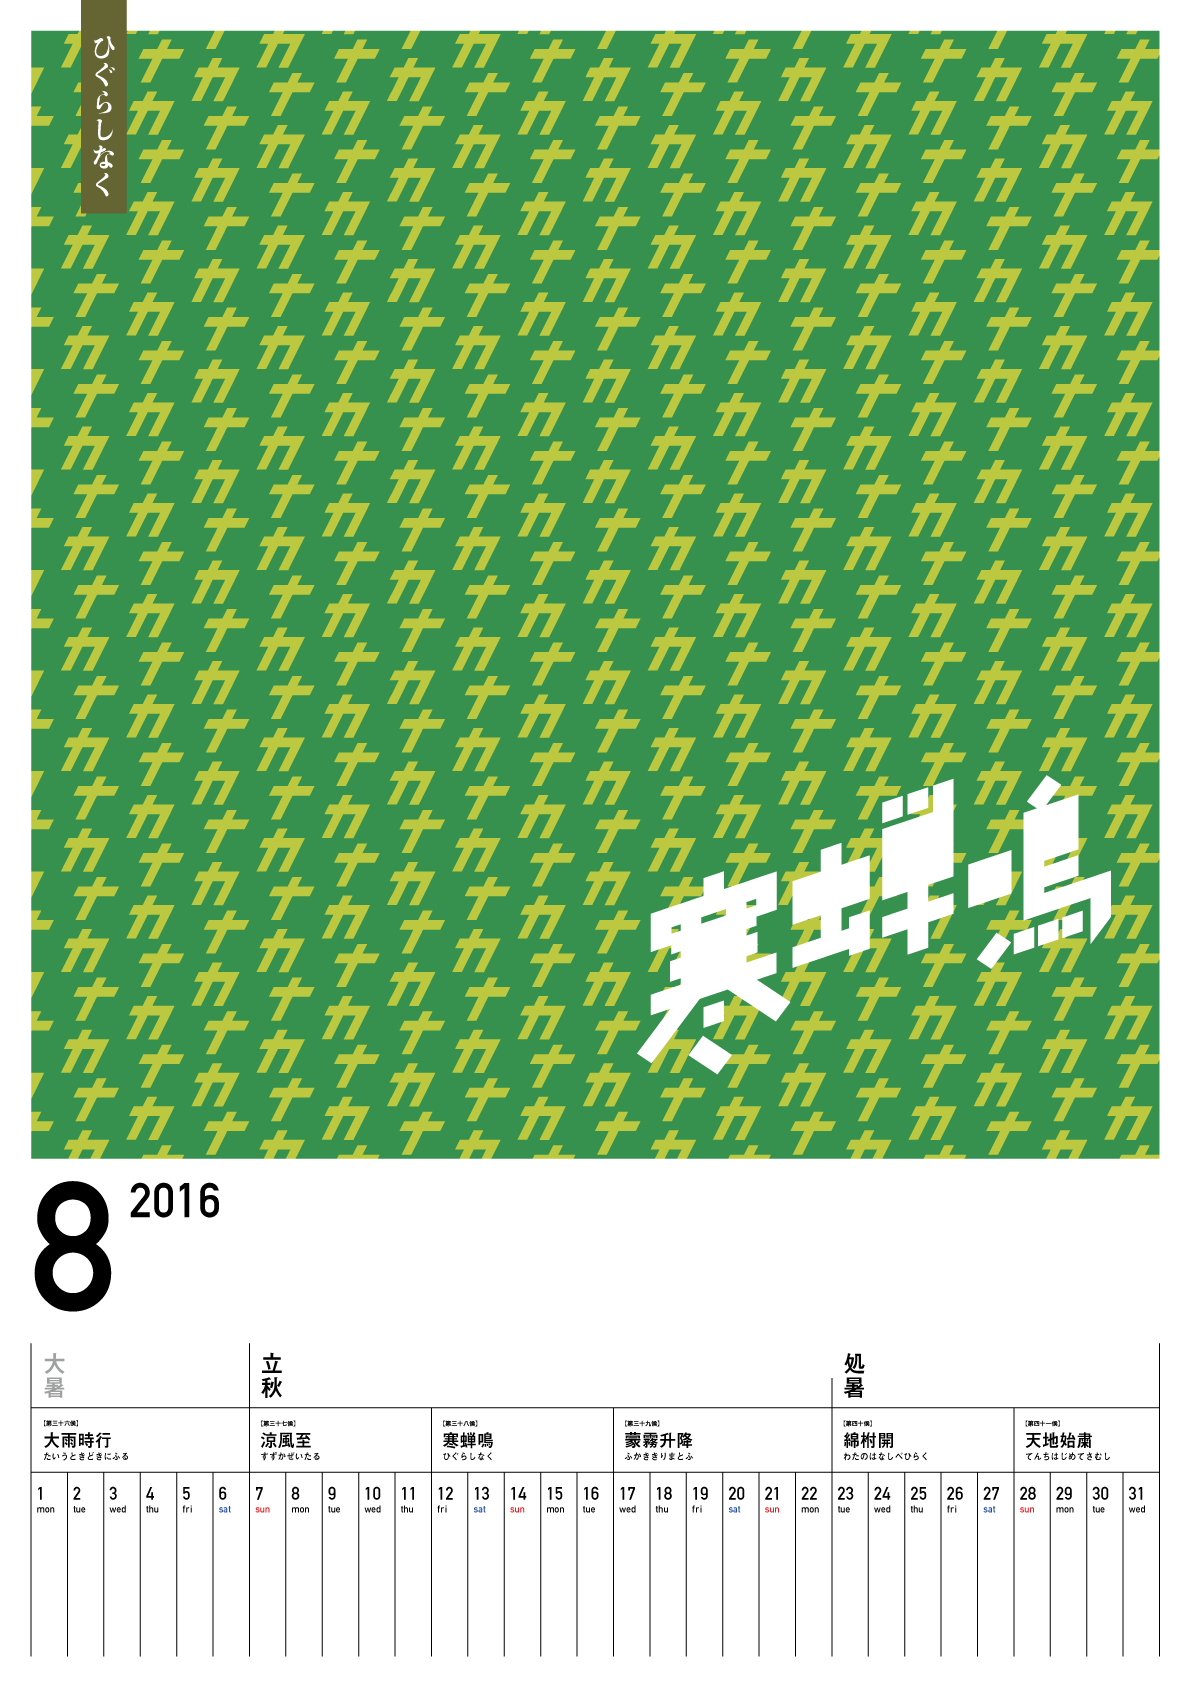 ひぐらしなく
カナカナ
寒蝉鳴
8 2016
大暑
立秋
処暑
【第三十六候】
大雨時行
たいうときどきにふる
【第三十七候】
涼風至
すずかぜいたる
【第三十八候】
寒蝉鳴
ひぐらしなく
【第三十九候】
蒙霧升降
ふかききりまとふ
【第四十候】
綿柎開
わたのはなしべひらく
【第四十一候】
天地始粛
てんちはじめてさむし
1 2 3 4 5 6 7 8 9 10 11 12 13 14 15 16 17 18 19 20 21 22 23 24 25 26 27 28 29 30 31
mon tue wed thu fri sat sun mon tue wed thu fri sat sun mon tue wed thu fri sat sun mon tue wed thu fri sat sun mon tue wed